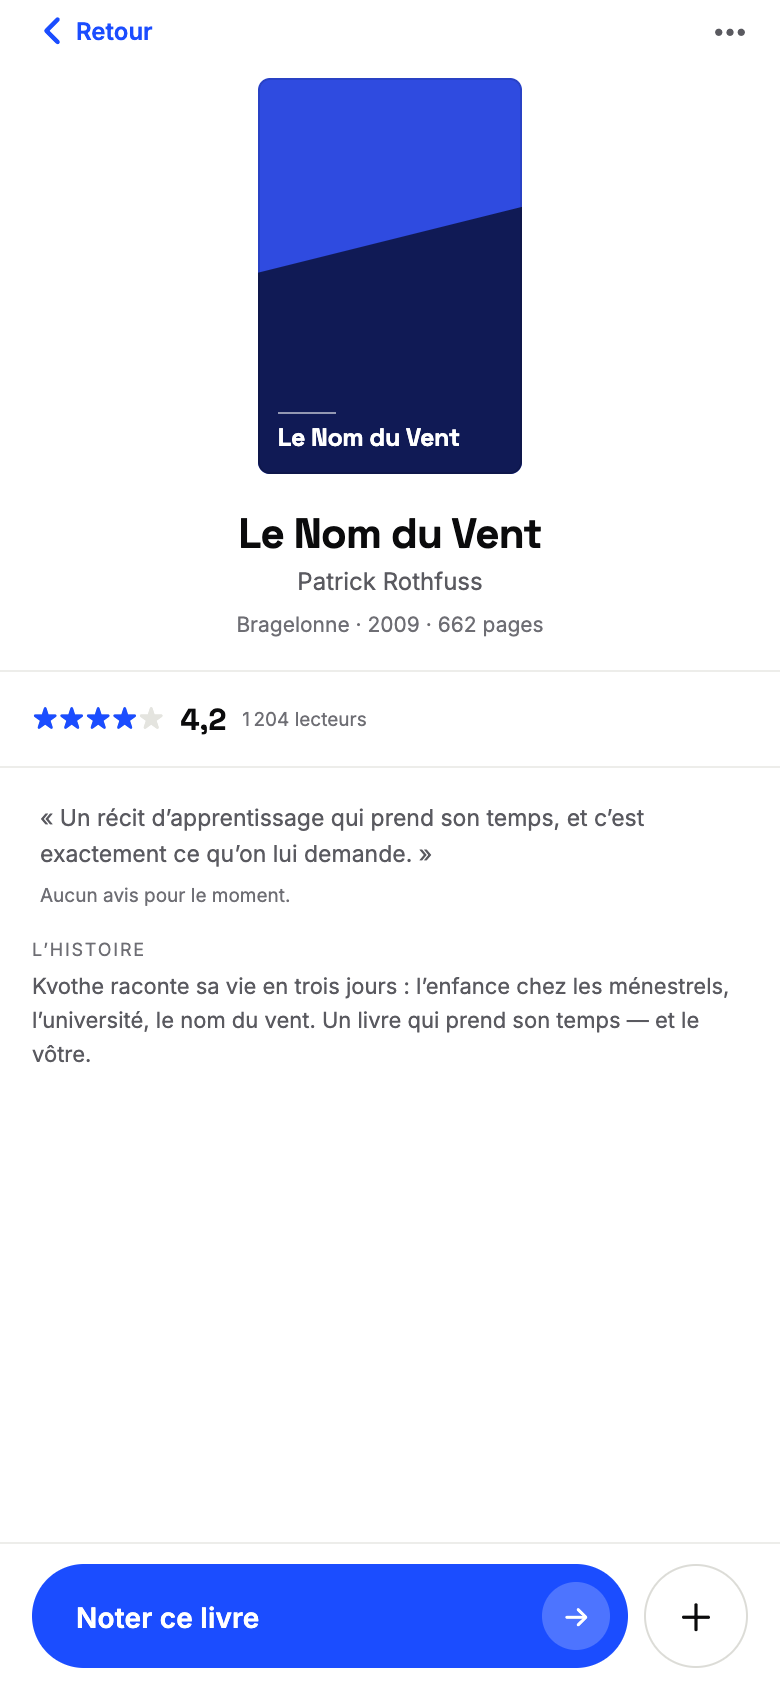 Retour
Le Nom du Vent
Le Nom du Vent
Patrick Rothfuss
Bragelonne · 2009 · 662 pages
4,2 1 204 lecteurs
« Un récit d’apprentissage qui prend son temps, et c’est
exactement ce qu’on lui demande. »
Aucun avis pour le moment.
L’HISTOIRE
Kvothe raconte sa vie en trois jours : l’enfance chez les ménestrels,
l’université, le nom du vent. Un livre qui prend son temps — et le
vôtre.
Noter ce livre